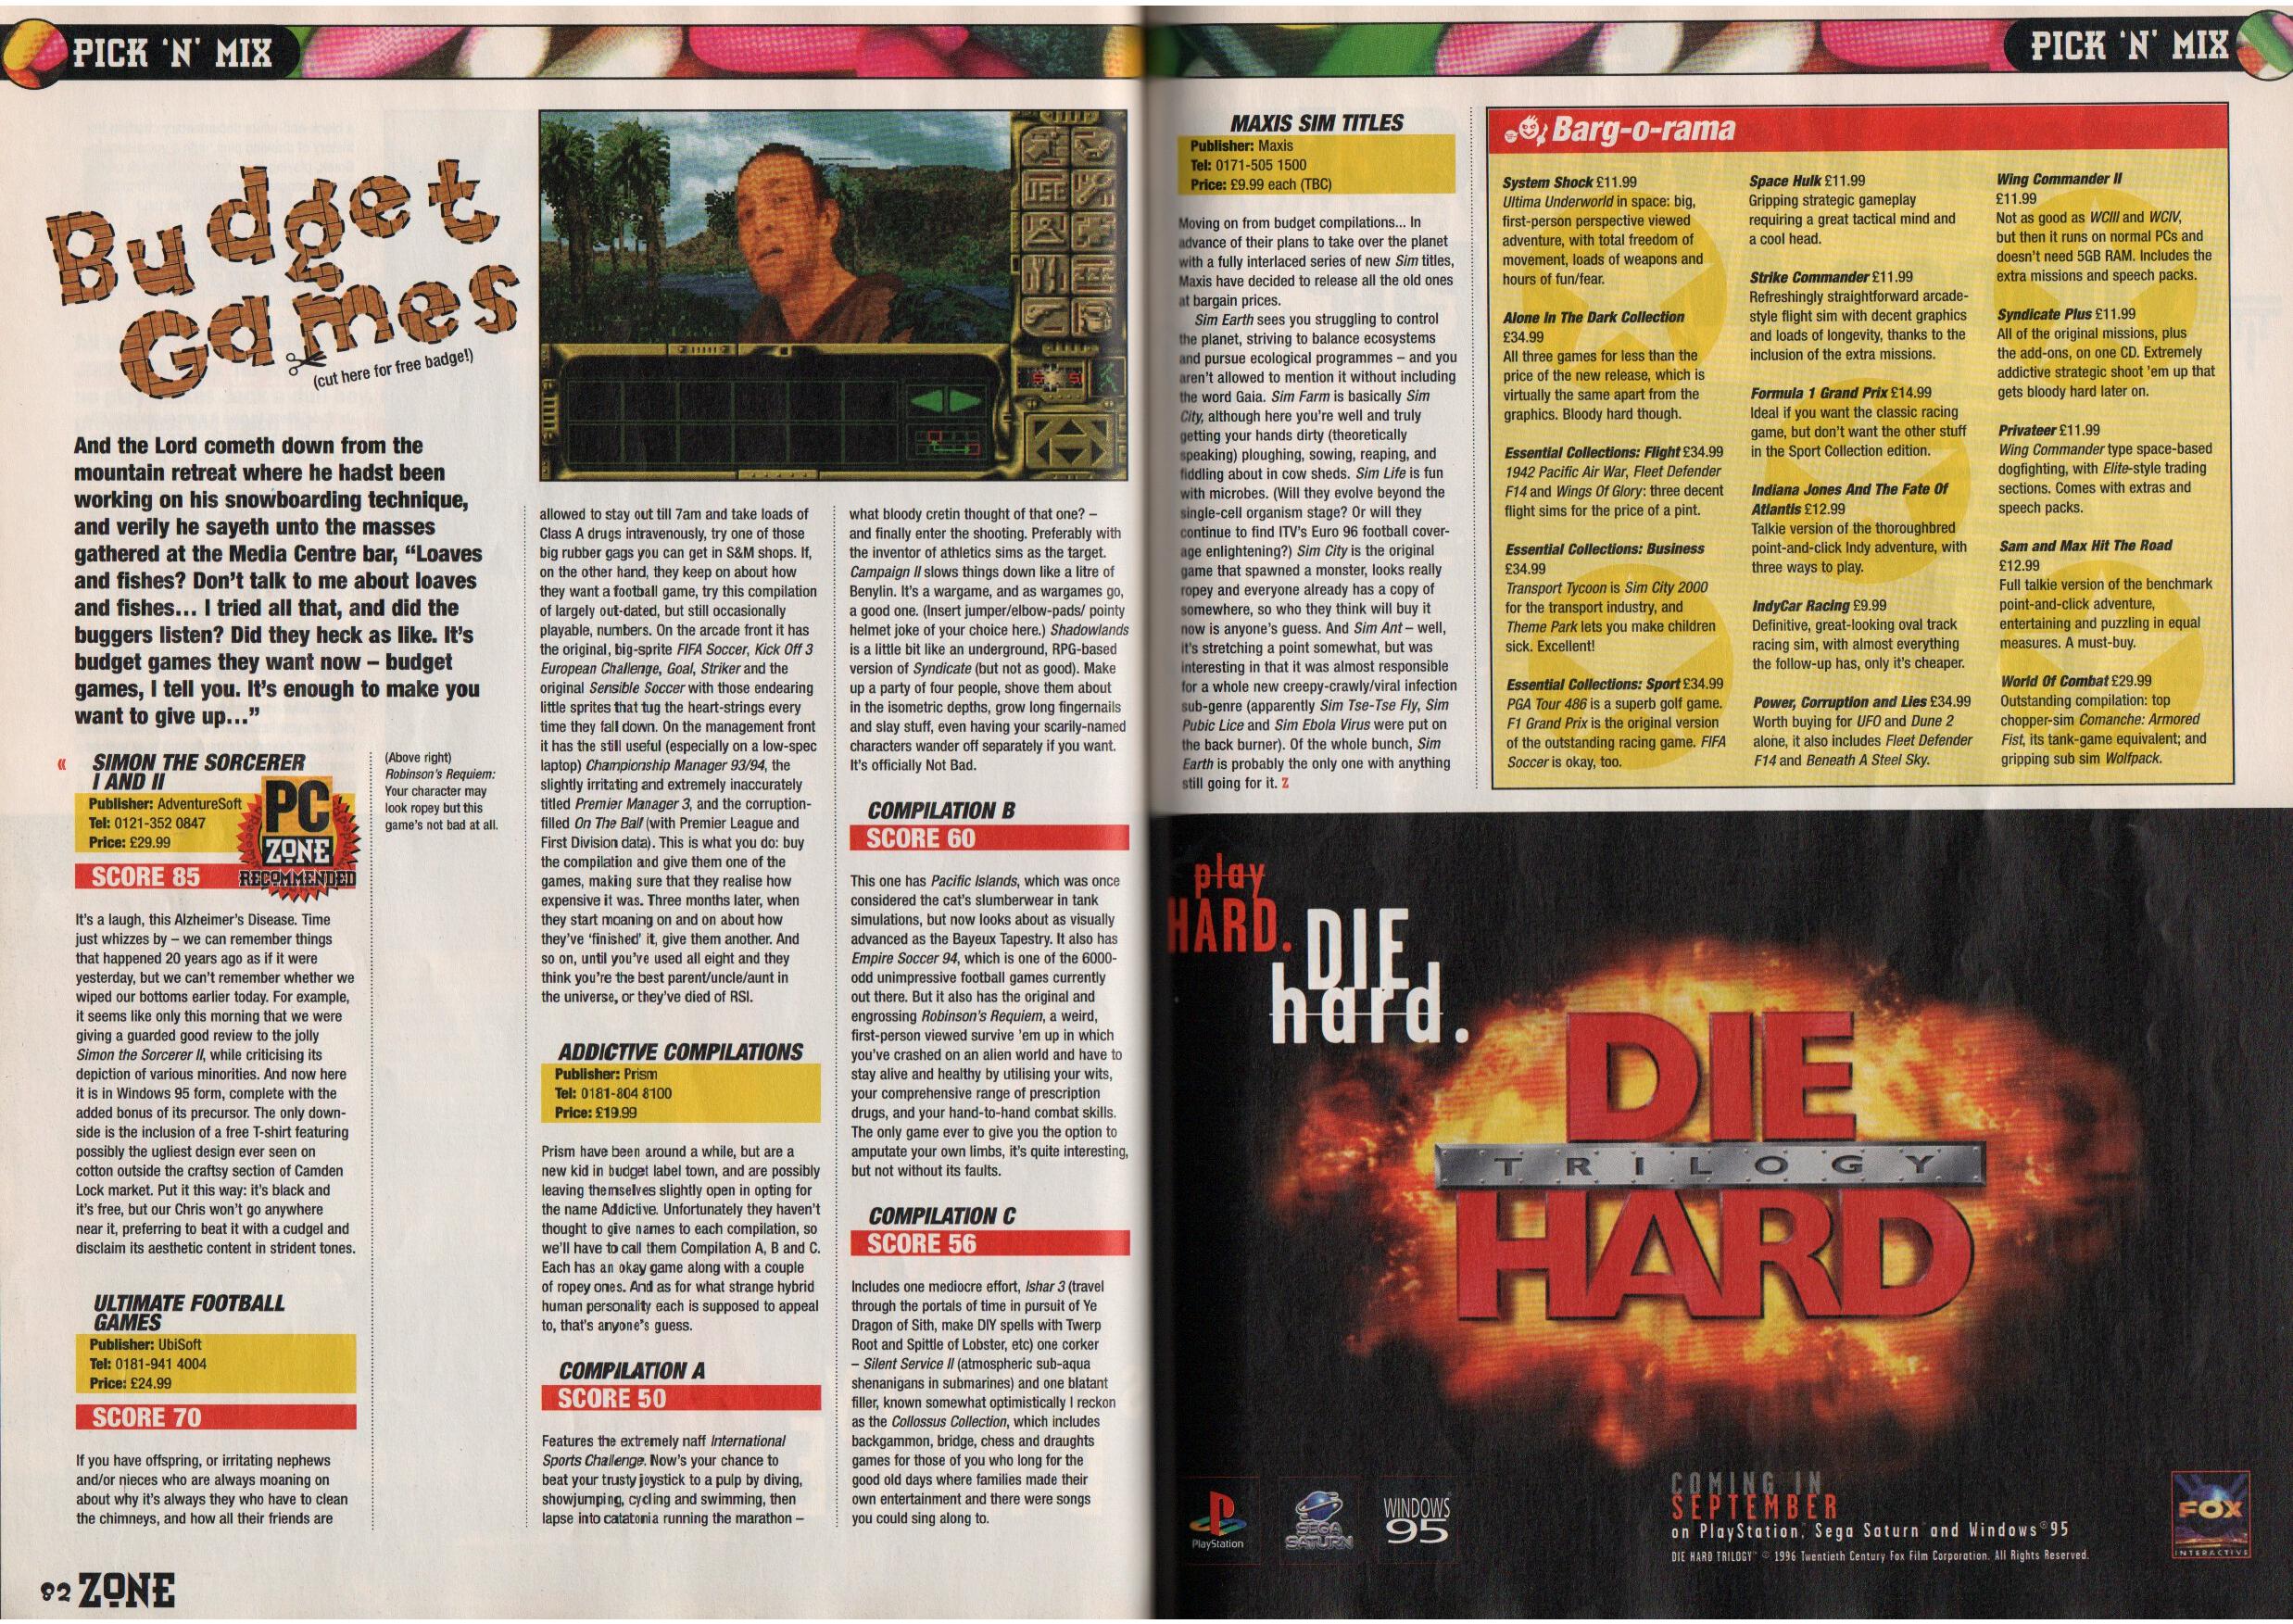 PICK 'N' MIX
PICK 'N' MIX
Budget
Games
(cut here for free badge!)
And the Lord cometh down from the
mountain retreat where he hadst been
working on his snowboarding technique,
and verily he sayeth unto the masses
gathered at the Media Centre bar, "Loaves
and fishes? Don't talk to me about loaves
and fishes... I tried all that, and did the
buggers listen? Did they heck as like. It's
budget games they want now – budget
games, I tell you. It's enough to make you
want to give up..."
« SIMON THE SORCERER
I AND II
Publisher: AdventureSoft
Tel: 0121-352 0847
Price: £29.99
SCORE 85
PC
ZONE
RECOMMENDED
It's a laugh, this Alzheimer's Disease. Time
just whizzes by – we can remember things
that happened 20 years ago as if it were
yesterday, but we can't remember whether we
wiped our bottoms earlier today. For example,
it seems like only this morning that we were
giving a guarded good review to the jolly
Simon the Sorcerer II, while criticising its
depiction of various minorities. And now here
it is in Windows 95 form, complete with the
added bonus of its precursor. The only down-
side is the inclusion of a free T-shirt featuring
possibly the ugliest design ever seen on
cotton outside the craftsy section of Camden
Lock market. Put it this way: it's black and
it's free, but our Chris won't go anywhere
near it, preferring to beat it with a cudgel and
disclaim its aesthetic content in strident tones.
ULTIMATE FOOTBALL
GAMES
Publisher: UbiSoft
Tel: 0181-941 4004
Price: £24.99
SCORE 70
If you have offspring, or irritating nephews
and/or nieces who are always moaning on
about why it's always they who have to clean
the chimneys, and how all their friends are
(Above right)
Robinson's Requiem:
Your character may
look ropey but this
game's not bad at all.
allowed to stay out till 7am and take loads of
Class A drugs intravenously, try one of those
big rubber gags you can get in S&M shops. If,
on the other hand, they keep on about how
they want a football game, try this compilation
of largely out-dated, but still occasionally
playable, numbers. On the arcade front it has
the original, big-sprite FIFA Soccer, Kick Off 3
European Challenge, Goal, Striker and the
original Sensible Soccer with those endearing
little sprites that tug the heart-strings every
time they fall down. On the management front
it has the still useful (especially on a low-spec
laptop) Championship Manager 93/94, the
slightly irritating and extremely inaccurately
titled Premier Manager 3, and the corruption-
filled On The Ball (with Premier League and
First Division data). This is what you do: buy
the compilation and give them one of the
games, making sure that they realise how
expensive it was. Three months later, when
they start moaning on and on about how
they've 'finished' it, give them another. And
so on, until you've used all eight and they
think you're the best parent/uncle/aunt in
the universe, or they've died of RSI.
ADDICTIVE COMPILATIONS
Publisher: Prism
Tel: 0181-804 8100
Price: £19.99
Prism have been around a while, but are a
new kid in budget label town, and are possibly
leaving themselves slightly open in opting for
the name Addictive. Unfortunately they haven't
thought to give names to each compilation, so
we'll have to call them Compilation A, B and C.
Each has an okay game along with a couple
of ropey ones. And as for what strange hybrid
human personality each is supposed to appeal
to, that's anyone's guess.
COMPILATION A
SCORE 50
Features the extremely naff International
Sports Challenge. Now's your chance to
beat your trusty joystick to a pulp by diving,
showjumping, cycling and swimming, then
lapse into catatonia running the marathon –
what bloody cretin thought of that one? –
and finally enter the shooting. Preferably with
the inventor of athletics sims as the target.
Campaign II slows things down like a litre of
Benylin. It's a wargame, and as wargames go,
a good one. (Insert jumper/elbow-pads/ pointy
helmet joke of your choice here.) Shadowlands
is a little bit like an underground, RPG-based
version of Syndicate (but not as good). Make
up a party of four people, shove them about
in the isometric depths, grow long fingernails
and slay stuff, even having your scarily-named
characters wander off separately if you want.
It's officially Not Bad.
COMPILATION B
SCORE 60
This one has Pacific Islands, which was once
considered the cat's slumberwear in tank
simulations, but now looks about as visually
advanced as the Bayeux Tapestry. It also has
Empire Soccer 94, which is one of the 6000-
odd unimpressive football games currently
out there. But it also has the original and
engrossing Robinson's Requiem, a weird,
first-person viewed survive 'em up in which
you've crashed on an alien world and have to
stay alive and healthy by utilising your wits,
your comprehensive range of prescription
drugs, and your hand-to-hand combat skills.
The only game ever to give you the option to
amputate your own limbs, it's quite interesting,
but not without its faults.
COMPILATION C
SCORE 56
Includes one mediocre effort, Ishar 3 (travel
through the portals of time in pursuit of Ye
Dragon of Sith, make DIY spells with Twerp
Root and Spittle of Lobster, etc) one corker
– Silent Service II (atmospheric sub-aqua
shenanigans in submarines) and one blatant
filler, known somewhat optimistically I reckon
as the Collossus Collection, which includes
backgammon, bridge, chess and draughts
games for those of you who long for the
good old days where families made their
own entertainment and there were songs
you could sing along to.
82 ZONE
MAXIS SIM TITLES
Publisher: Maxis
Tel: 0171-505 1500
Price: £9.99 each (TBC)
Moving on from budget compilations... In
advance of their plans to take over the planet
with a fully interlaced series of new Sim titles,
Maxis have decided to release all the old ones
at bargain prices.
Sim Earth sees you struggling to control
the planet, striving to balance ecosystems
and pursue ecological programmes – and you
aren't allowed to mention it without including
the word Gaia. Sim Farm is basically Sim
City, although here you're well and truly
getting your hands dirty (theoretically
speaking) ploughing, sowing, reaping, and
fiddling about in cow sheds. Sim Life is fun
with microbes. (Will they evolve beyond the
single-cell organism stage? Or will they
continue to find ITV's Euro 96 football cover-
age enlightening?) Sim City is the original
game that spawned a monster, looks really
ropey and everyone already has a copy of
somewhere, so who they think will buy it
now is anyone's guess. And Sim Ant – well,
it's stretching a point somewhat, but was
interesting in that it was almost responsible
for a whole new creepy-crawly/viral infection
sub-genre (apparently Sim Tse-Tse Fly, Sim
Pubic Lice and Sim Ebola Virus were put on
the back burner). Of the whole bunch, Sim
Earth is probably the only one with anything
still going for it. Z
Barg-o-rama
System Shock £11.99
Ultima Underworld in space: big,
first-person perspective viewed
adventure, with total freedom of
movement, loads of weapons and
hours of fun/fear.
Alone In The Dark Collection
£34.99
All three games for less than the
price of the new release, which is
virtually the same apart from the
graphics. Bloody hard though.
Essential Collections: Flight £34.99
1942 Pacific Air War, Fleet Defender
F14 and Wings Of Glory: three decent
flight sims for the price of a pint.
Essential Collections: Business
£34.99
Transport Tycoon is Sim City 2000
for the transport industry, and
Theme Park lets you make children
sick. Excellent!
Essential Collections: Sport £34.99
PGA Tour 486 is a superb golf game.
F1 Grand Prix is the original version
of the outstanding racing game. FIFA
Soccer is okay, too.
Space Hulk £11.99
Gripping strategic gameplay
requiring a great tactical mind and
a cool head.
Strike Commander £11.99
Refreshingly straightforward arcade-
style flight sim with decent graphics
and loads of longevity, thanks to the
inclusion of the extra missions.
Formula 1 Grand Prix £14.99
Ideal if you want the classic racing
game, but don't want the other stuff
in the Sport Collection edition.
Indiana Jones And The Fate Of
Atlantis £12.99
Talkie version of the thoroughbred
point-and-click Indy adventure, with
three ways to play.
IndyCar Racing £9.99
Definitive, great-looking oval track
racing sim, with almost everything
the follow-up has, only it's cheaper.
Power, Corruption and Lies £34.99
Worth buying for UFO and Dune 2
alone, it also includes Fleet Defender
F14 and Beneath A Steel Sky.
Wing Commander II
£11.99
Not as good as WCIII and WCIV,
but then it runs on normal PCs and
doesn't need 5GB RAM. Includes the
extra missions and speech packs.
Syndicate Plus £11.99
All of the original missions, plus
the add-ons, on one CD. Extremely
addictive strategic shoot 'em up that
gets bloody hard later on.
Privateer £11.99
Wing Commander type space-based
dogfighting, with Elite-style trading
sections. Comes with extras and
speech packs.
Sam and Max Hit The Road
£12.99
Full talkie version of the benchmark
point-and-click adventure,
entertaining and puzzling in equal
measures. A must-buy.
World Of Combat £29.99
Outstanding compilation: top
chopper-sim Comanche: Armored
Fist, its tank-game equivalent; and
gripping sub sim Wolfpack.
play
HARD.
DIE
hard.
DIE
TRILOGY
HARD
PlayStation
SEGA
SATURN
WINDOWS
95
COMING IN
SEPTEMBER
on PlayStation, Sega Saturn and Windows® 95
DIE HARD TRILOGY™ © 1996 Twentieth Century Fox Film Corporation. All Rights Reserved.
FOX
INTERACTIVE